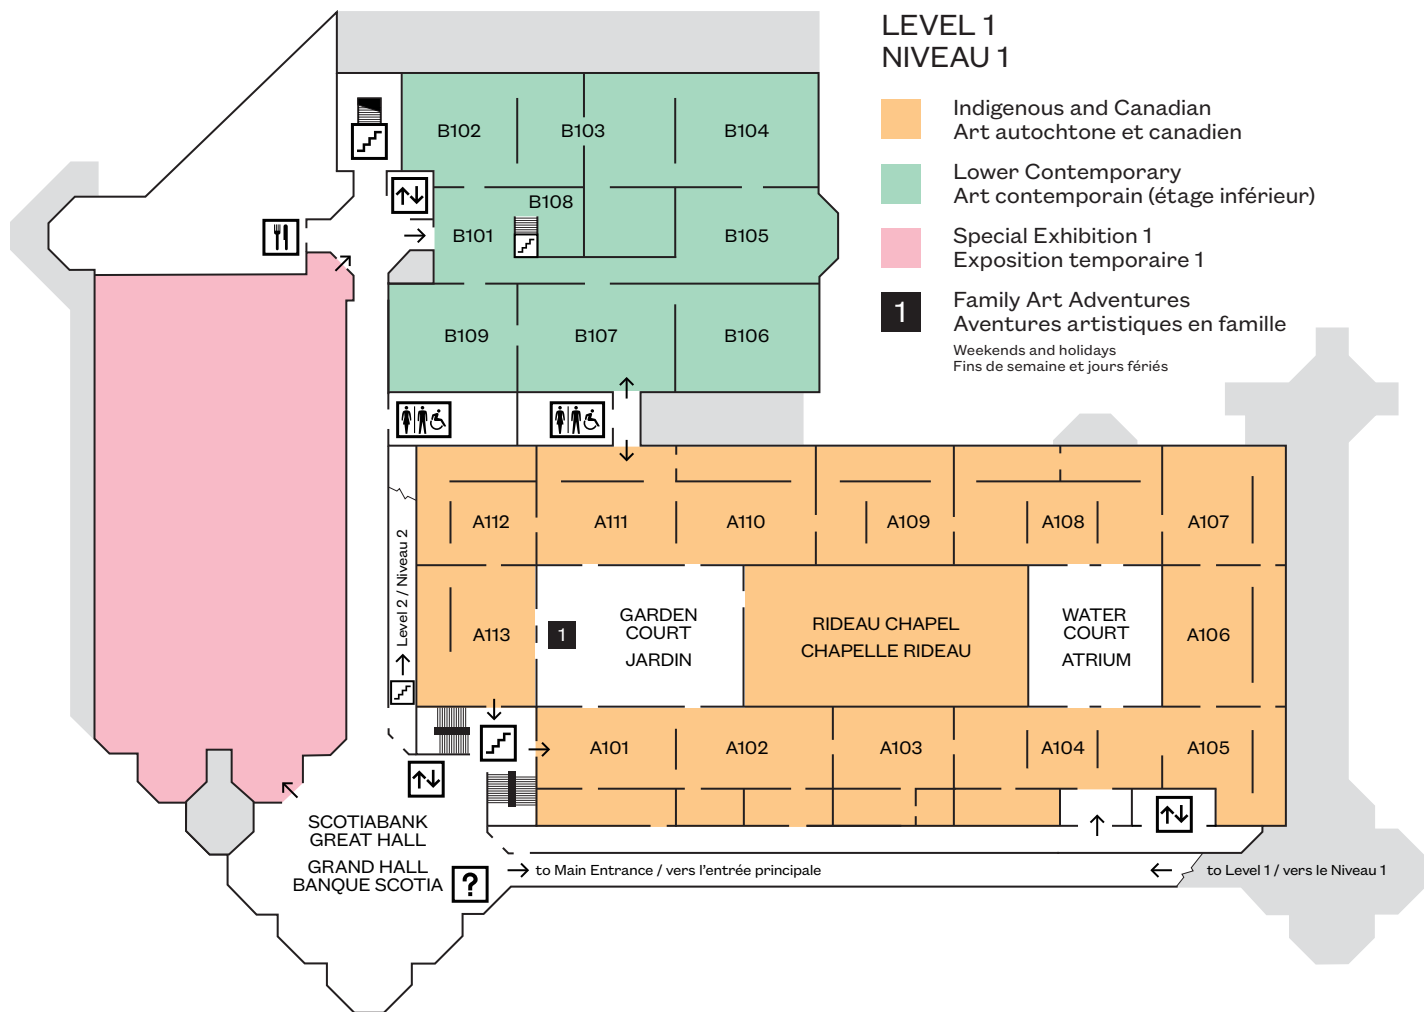 LEVEL 1
NIVEAU 1
Indigenous and Canadian
Art autochtone et canadien
Lower Contemporary
Art contemporain (étage inférieur)
Special Exhibition 1
Exposition temporaire 1
1
Family Art Adventures
Aventures artistiques en famille
Weekends and holidays
Fins de semaine et jours fériés
B102
B103
B104
B108
B101
B105
B109
B107
B106
A112
A111
A110
A109
A108
A107
Level 2 / Niveau 2
A113
1
GARDEN
COURT
JARDIN
RIDEAU CHAPEL
CHAPELLE RIDEAU
WATER
COURT
ATRIUM
A106
A101
A102
A103
A104
A105
SCOTIABANK
GREAT HALL
GRAND HALL
BANQUE SCOTIA
?
to Main Entrance / vers l'entrée principale
to Level 1 / vers le Niveau 1